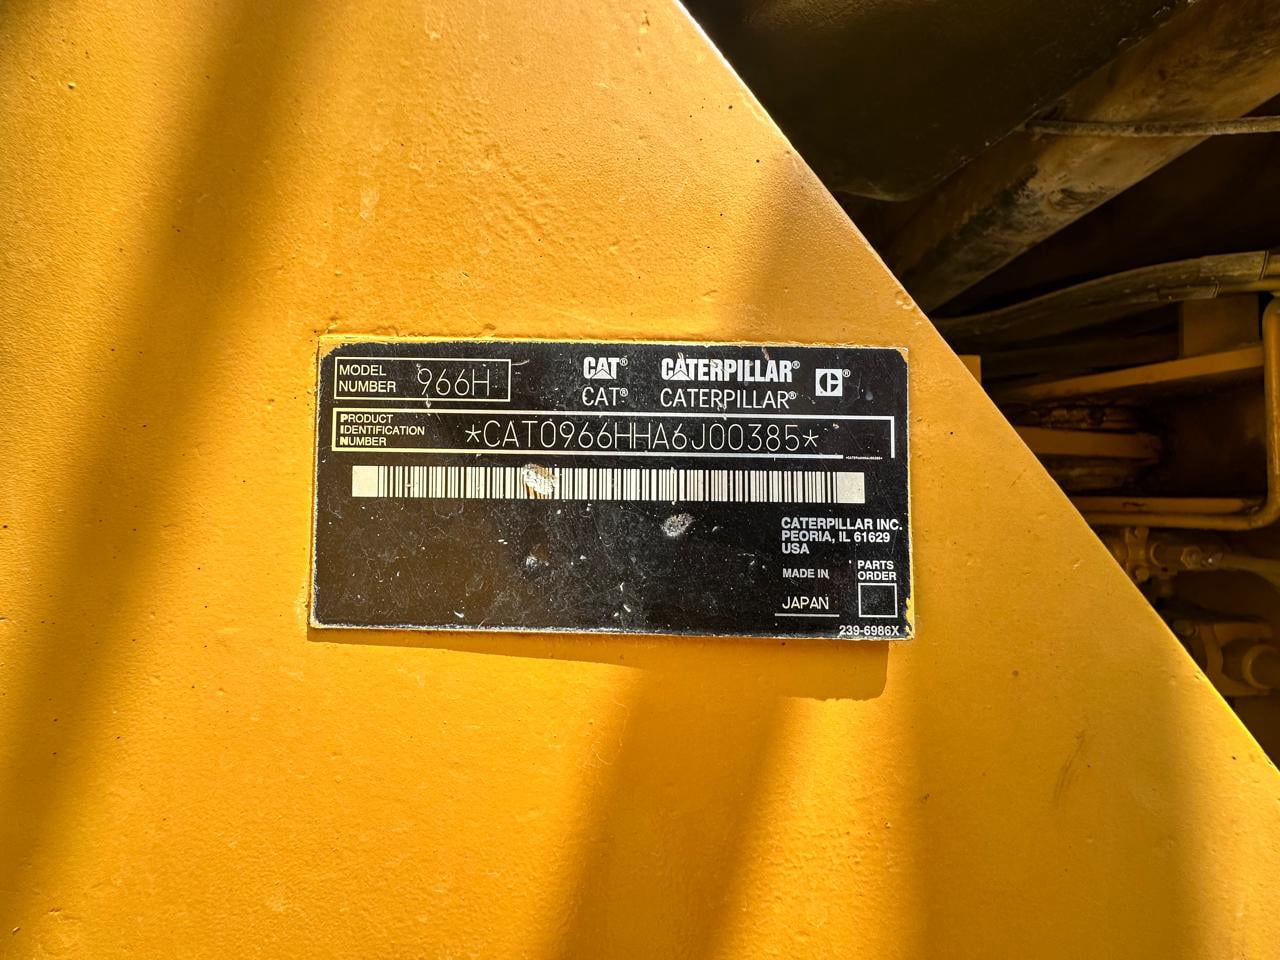 MODEL
NUMBER 966H
CAT® CATERPILLAR®
CAT® CATERPILLAR®
PRODUCT
IDENTIFICATION
NUMBER
*CAT0966HHA6J00385*
CATERPILLAR INC.
PEORIA, IL 61629
USA
MADE IN
JAPAN
PARTS
ORDER
239-6986X